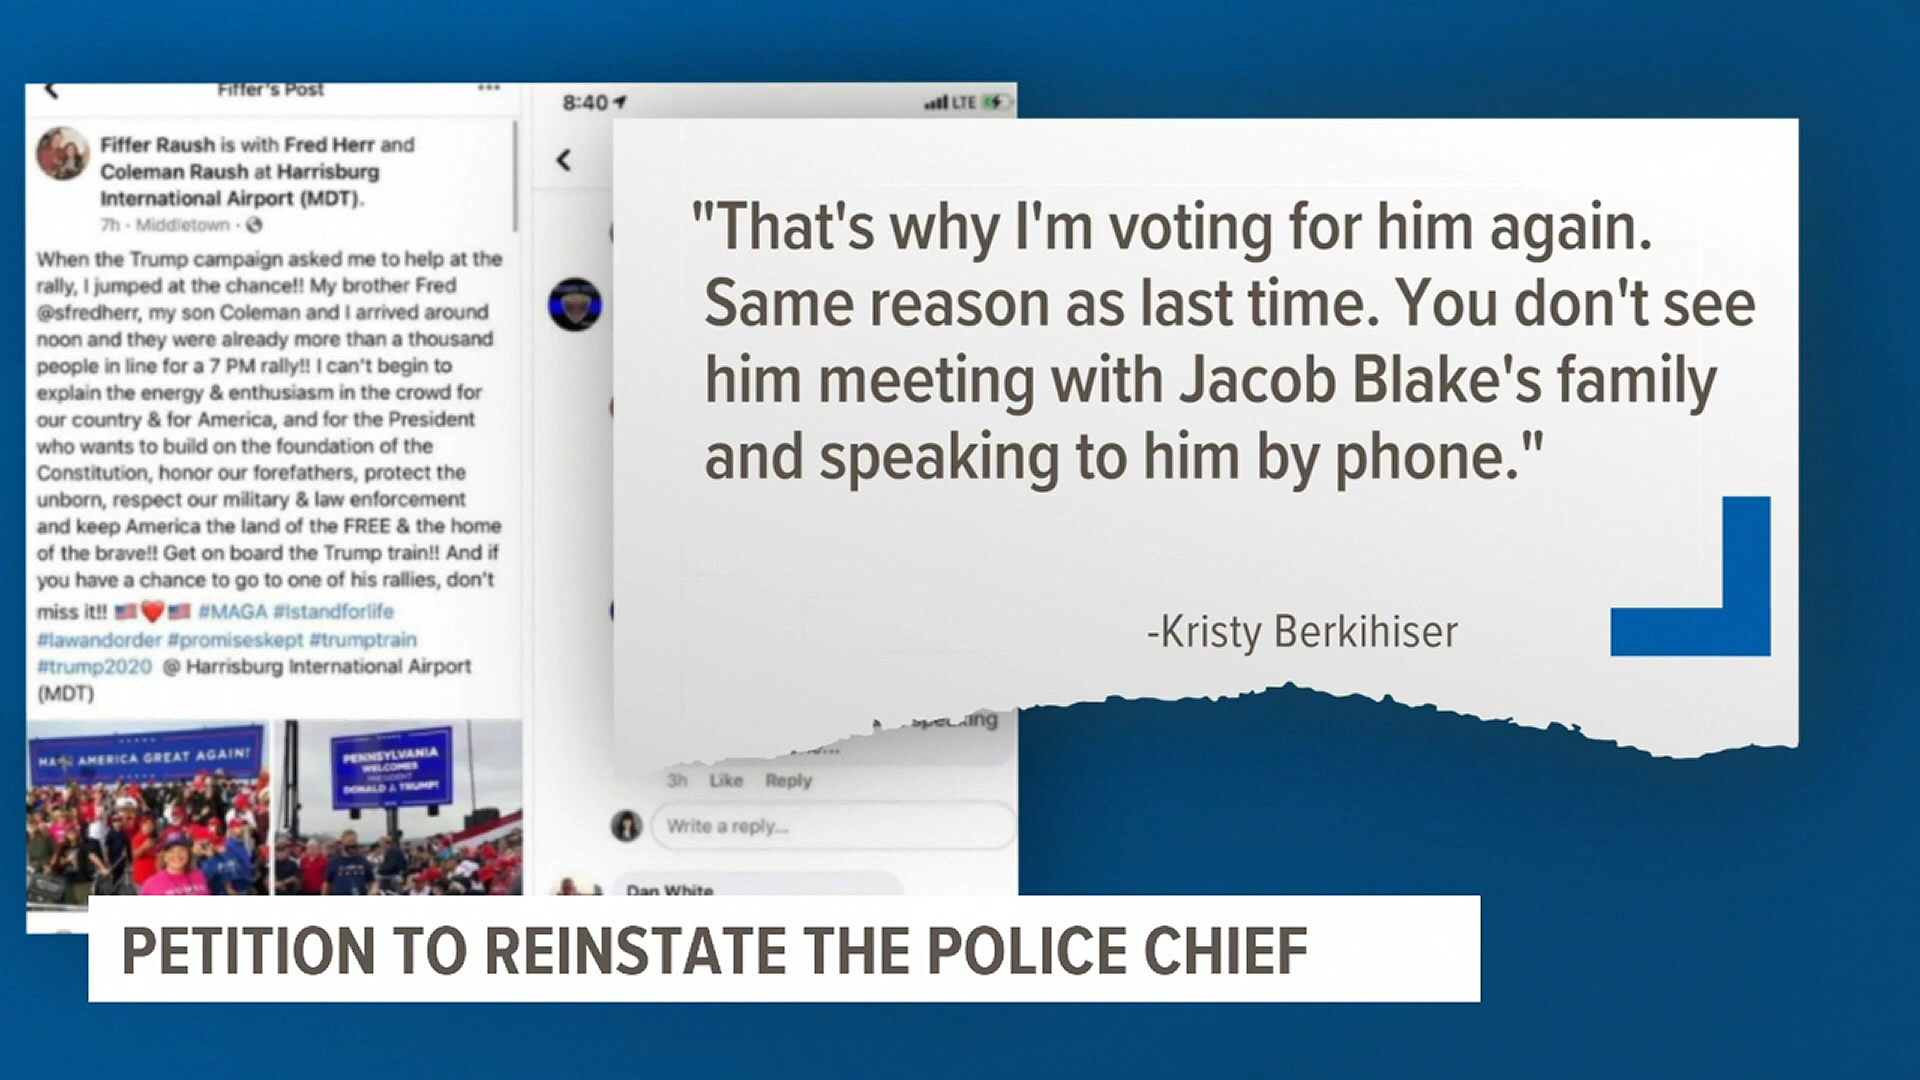 Fiffer's Post
Fiffer Raush is with Fred Herr and
Coleman Raush at Harrisburg
International Airport (MDT).
7h · Middletown ·
When the Trump campaign asked me to help at the
rally, I jumped at the chance!! My brother Fred
@sfredherr, my son Coleman and I arrived around
noon and they were already more than a thousand
people in line for a 7 PM rally!! I can't begin to
explain the energy & enthusiasm in the crowd for
our country & for America, and for the President
who wants to build on the foundation of the
Constitution, honor our forefathers, protect the
unborn, respect our military & law enforcement
and keep America the land of the FREE & the home
of the brave!! Get on board the Trump train!! And if
you have a chance to go to one of his rallies, don't
miss it!! 🇺🇸❤️🇺🇸 #MAGA #Istandforlife
#lawandorder #promiseskept #trumptrain
#trump2020 @ Harrisburg International Airport
(MDT)
MAKE AMERICA GREAT AGAIN!
PENNSYLVANIA
WELCOMES
PRESIDENT
DONALD J. TRUMP!
8:40
LTE
"That's why I'm voting for him again.
Same reason as last time. You don't see
him meeting with Jacob Blake's family
and speaking to him by phone."
-Kristy Berkihiser
speaking
3h Like Reply
Write a reply...
Dan White
PETITION TO REINSTATE THE POLICE CHIEF